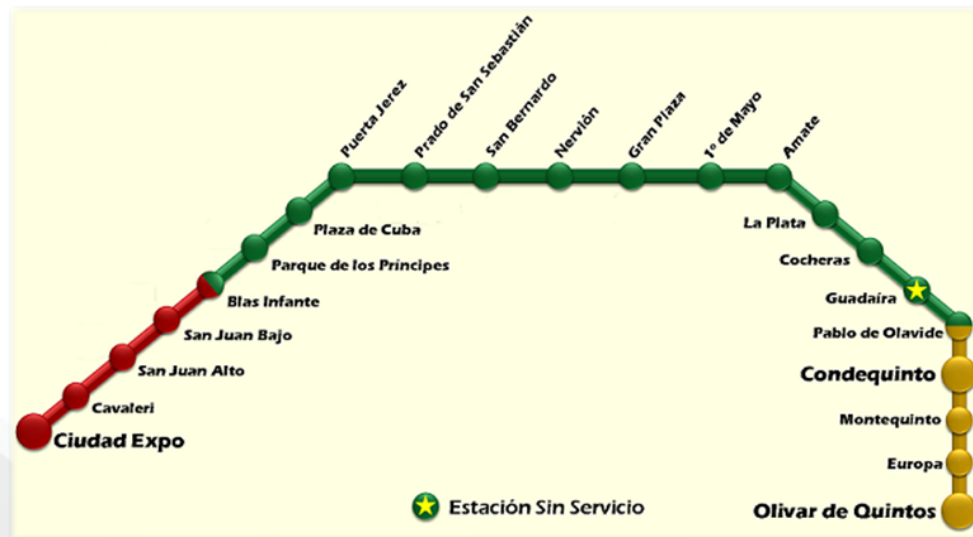 Puerta Jerez
Prado de San Sebastián
San Bernardo
Nervión
Gran Plaza
1º de Mayo
Amate
Plaza de Cuba
La Plata
Parque de los Príncipes
Cocheras
Blas Infante
Guadaíra
San Juan Bajo
Pablo de Olavide
San Juan Alto
Condequinto
Cavaleri
Montequinto
Ciudad Expo
Europa
Estación Sin Servicio
Olivar de Quintos